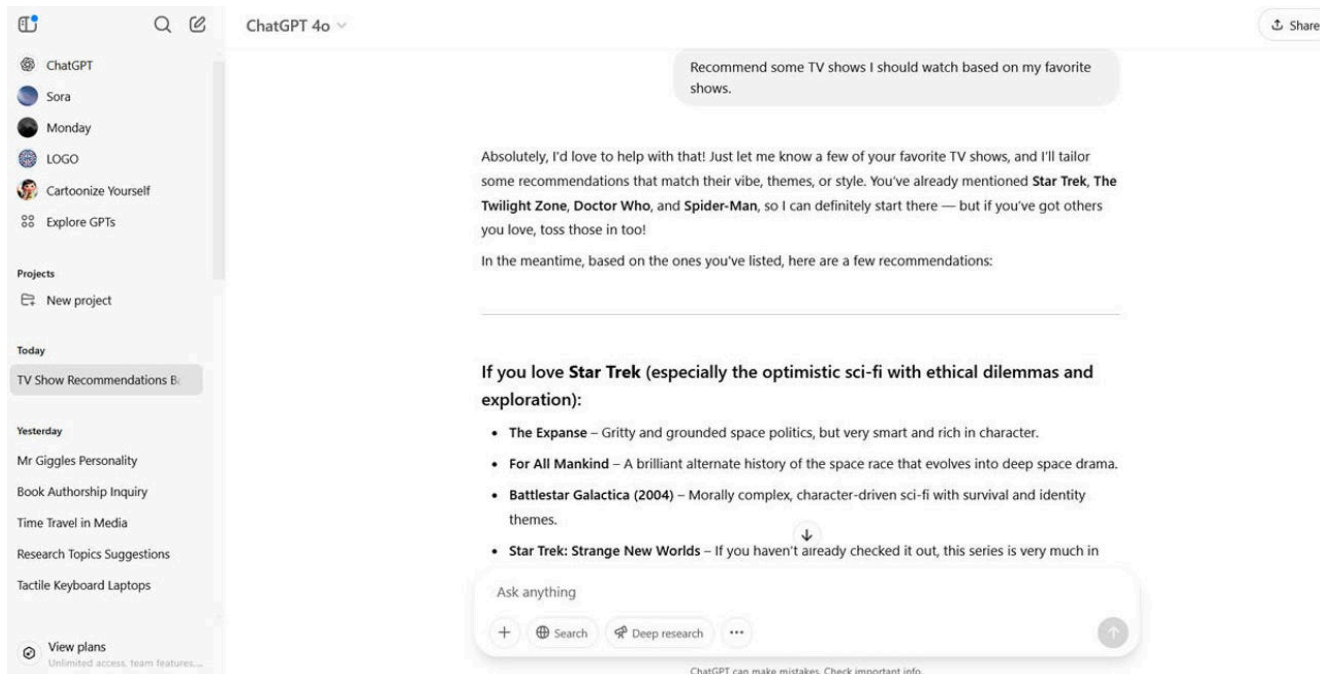 ChatGPT 4o
Share
ChatGPT
Sora
Monday
LOGO
Cartoonize Yourself
Explore GPTs
Projects
New project
Today
TV Show Recommendations B
Yesterday
Mr Giggles Personality
Book Authorship Inquiry
Time Travel in Media
Research Topics Suggestions
Tactile Keyboard Laptops
View plans
Unlimited access, team features,...
Recommend some TV shows I should watch based on my favorite
shows.
Absolutely, I'd love to help with that! Just let me know a few of your favorite TV shows, and I'll tailor
some recommendations that match their vibe, themes, or style. You've already mentioned Star Trek, The
Twilight Zone, Doctor Who, and Spider-Man, so I can definitely start there — but if you've got others
you love, toss those in too!
In the meantime, based on the ones you've listed, here are a few recommendations:
If you love Star Trek (especially the optimistic sci-fi with ethical dilemmas and
exploration):
• The Expanse – Gritty and grounded space politics, but very smart and rich in character.
• For All Mankind – A brilliant alternate history of the space race that evolves into deep space drama.
• Battlestar Galactica (2004) – Morally complex, character-driven sci-fi with survival and identity
themes.
• Star Trek: Strange New Worlds – If you haven't already checked it out, this series is very much in
Ask anything
Search
Deep research
ChatGPT can make mistakes. Check important info.